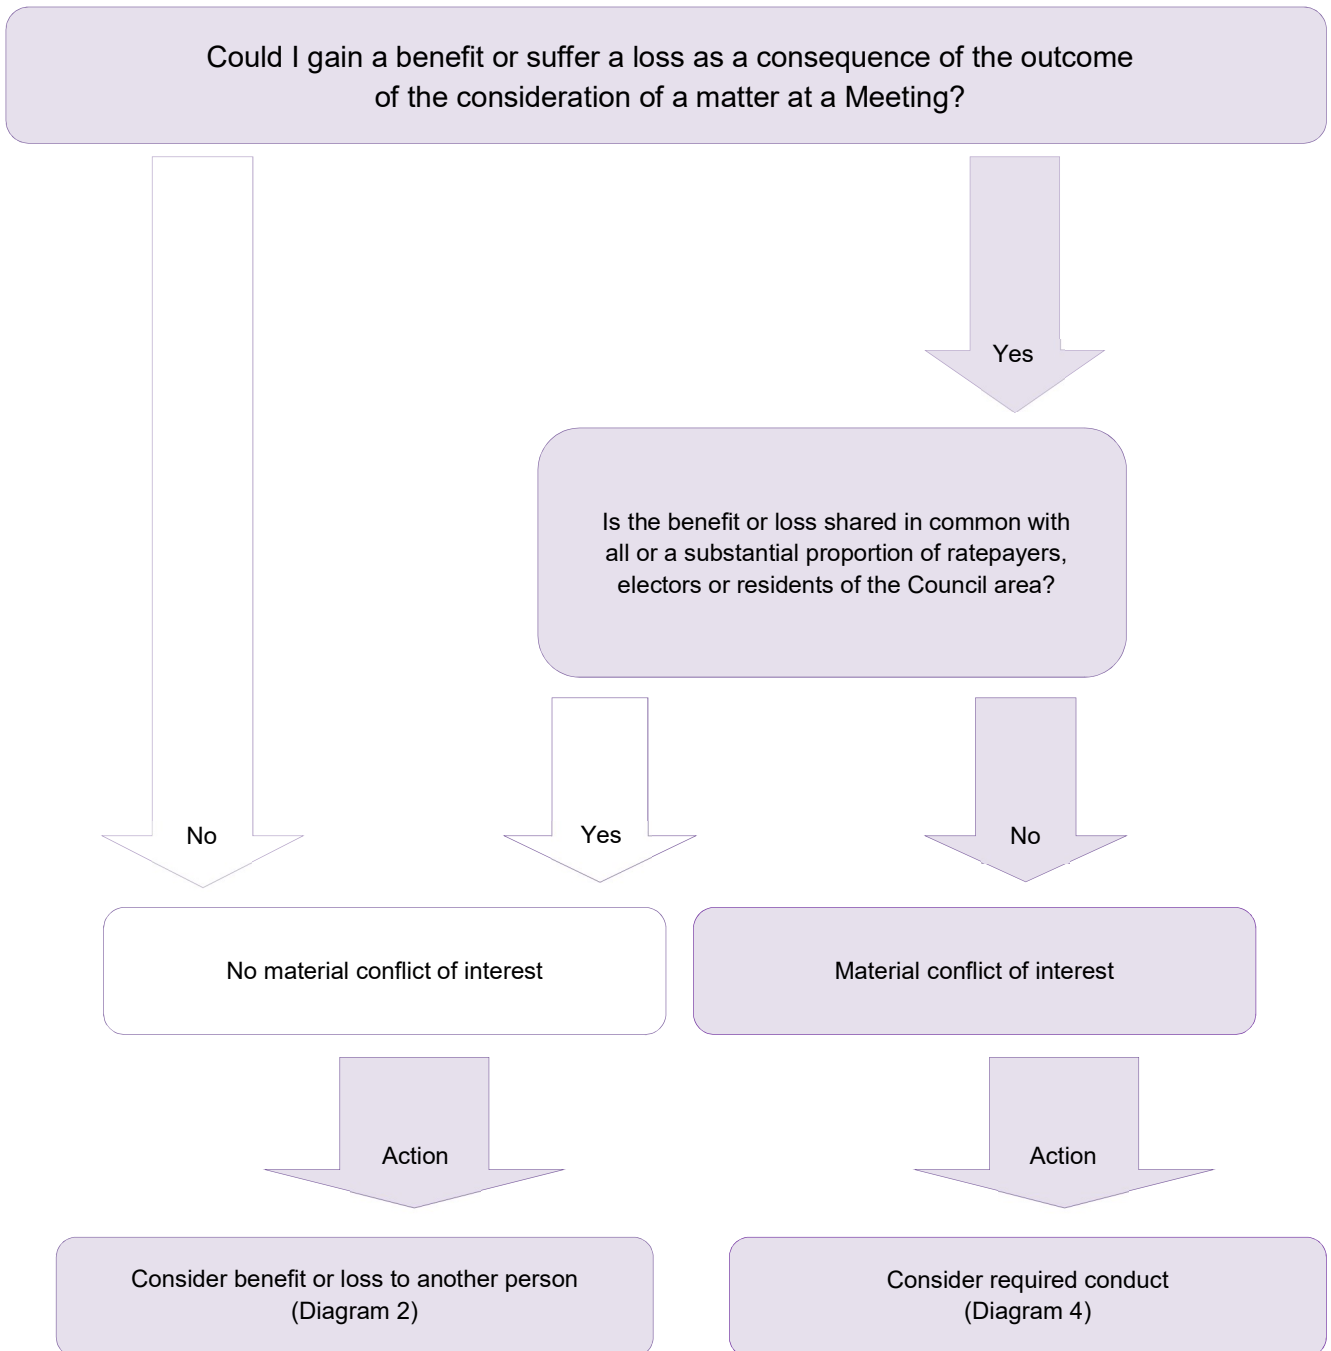 Could I gain a benefit or suffer a loss as a consequence of the outcome
of the consideration of a matter at a Meeting?
Yes
Is the benefit or loss shared in common with
all or a substantial proportion of ratepayers,
electors or residents of the Council area?
No
Yes
No
No material conflict of interest
Material conflict of interest
Action
Action
Consider benefit or loss to another person
(Diagram 2)
Consider required conduct
(Diagram 4)